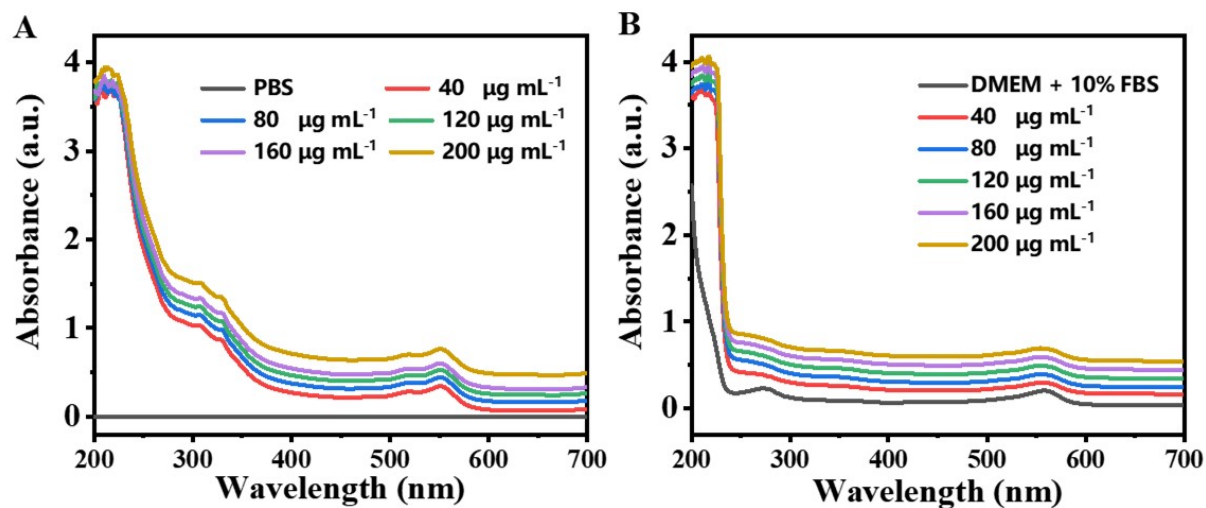 A
4
3
2
1
0
Absorbance (a.u.)
PBS
40 μg mL⁻¹
80 μg mL⁻¹
120 μg mL⁻¹
160 μg mL⁻¹
200 μg mL⁻¹
200 300 400 500 600 700
Wavelength (nm)
B
4
3
2
1
0
Absorbance (a.u.)
DMEM + 10% FBS
40 μg mL⁻¹
80 μg mL⁻¹
120 μg mL⁻¹
160 μg mL⁻¹
200 μg mL⁻¹
200 300 400 500 600 700
Wavelength (nm)